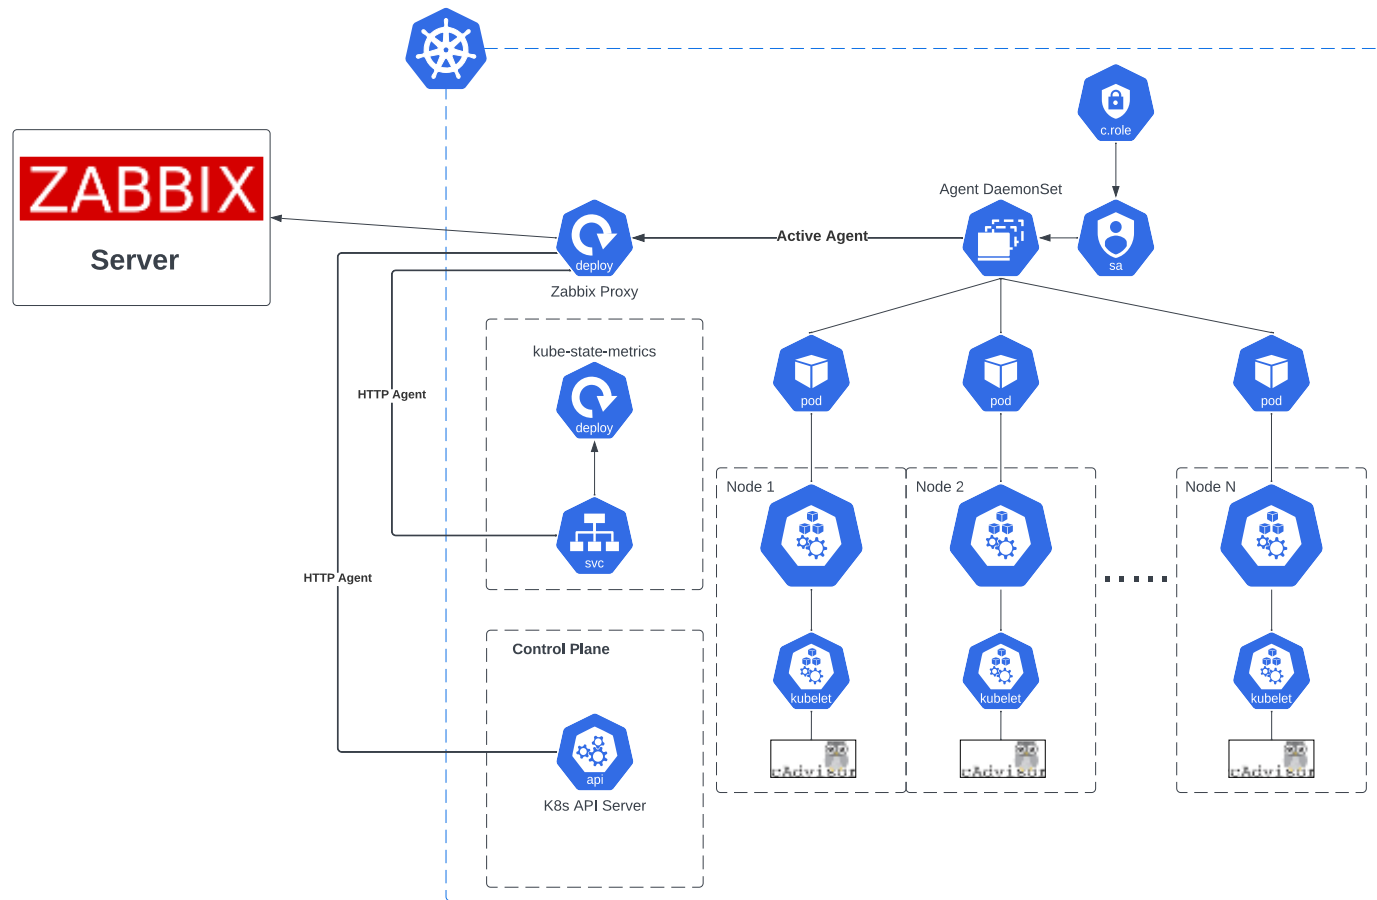 c.role
ZABBIX
Server
Agent DaemonSet
Active Agent
deploy
sa
Zabbix Proxy
kube-state-metrics
deploy
pod
pod
pod
HTTP Agent
svc
Node 1
Node 2
Node N
HTTP Agent
Control Plane
kubelet
kubelet
kubelet
api
K8s API Server
cAdvisor
cAdvisor
cAdvisor